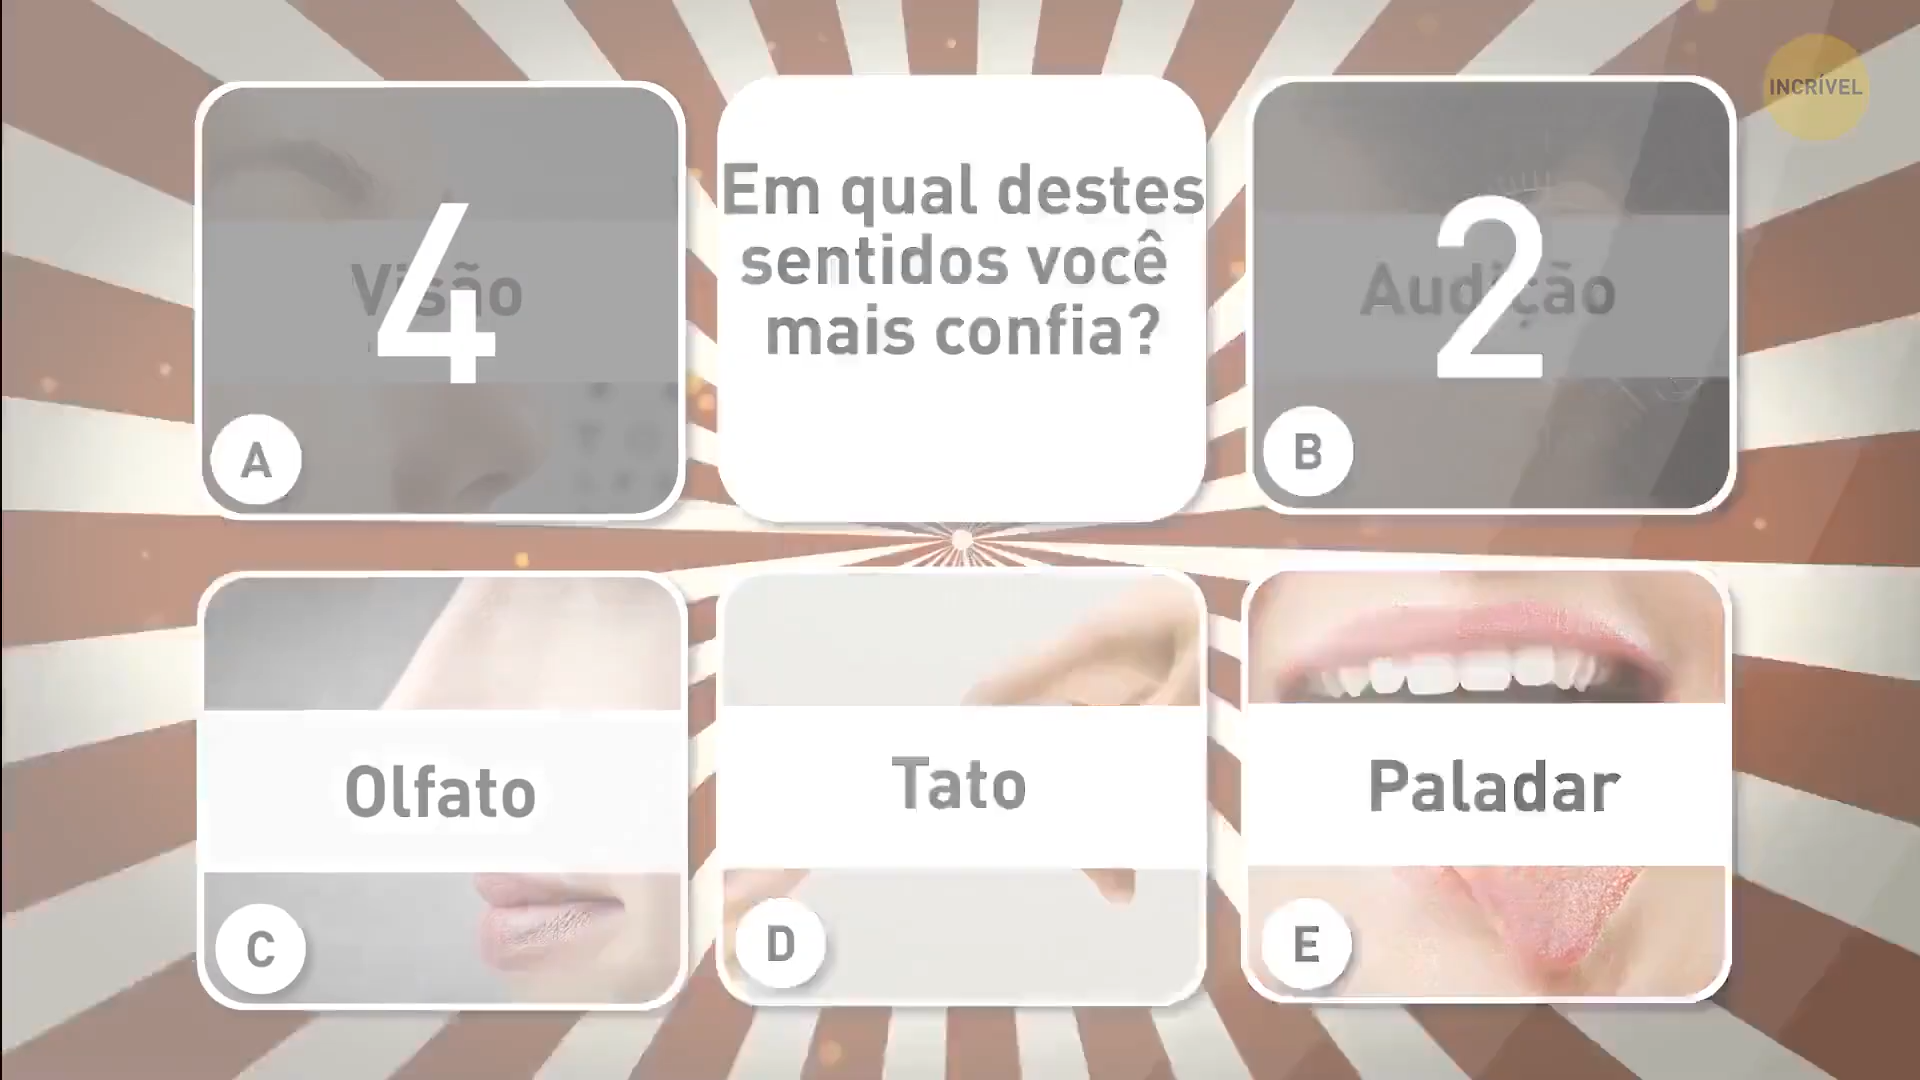 INCRÍVEL
Visão
4
A
Em qual destes
sentidos você
mais confia?
Audição
2
B
Olfato
C
Tato
D
Paladar
E